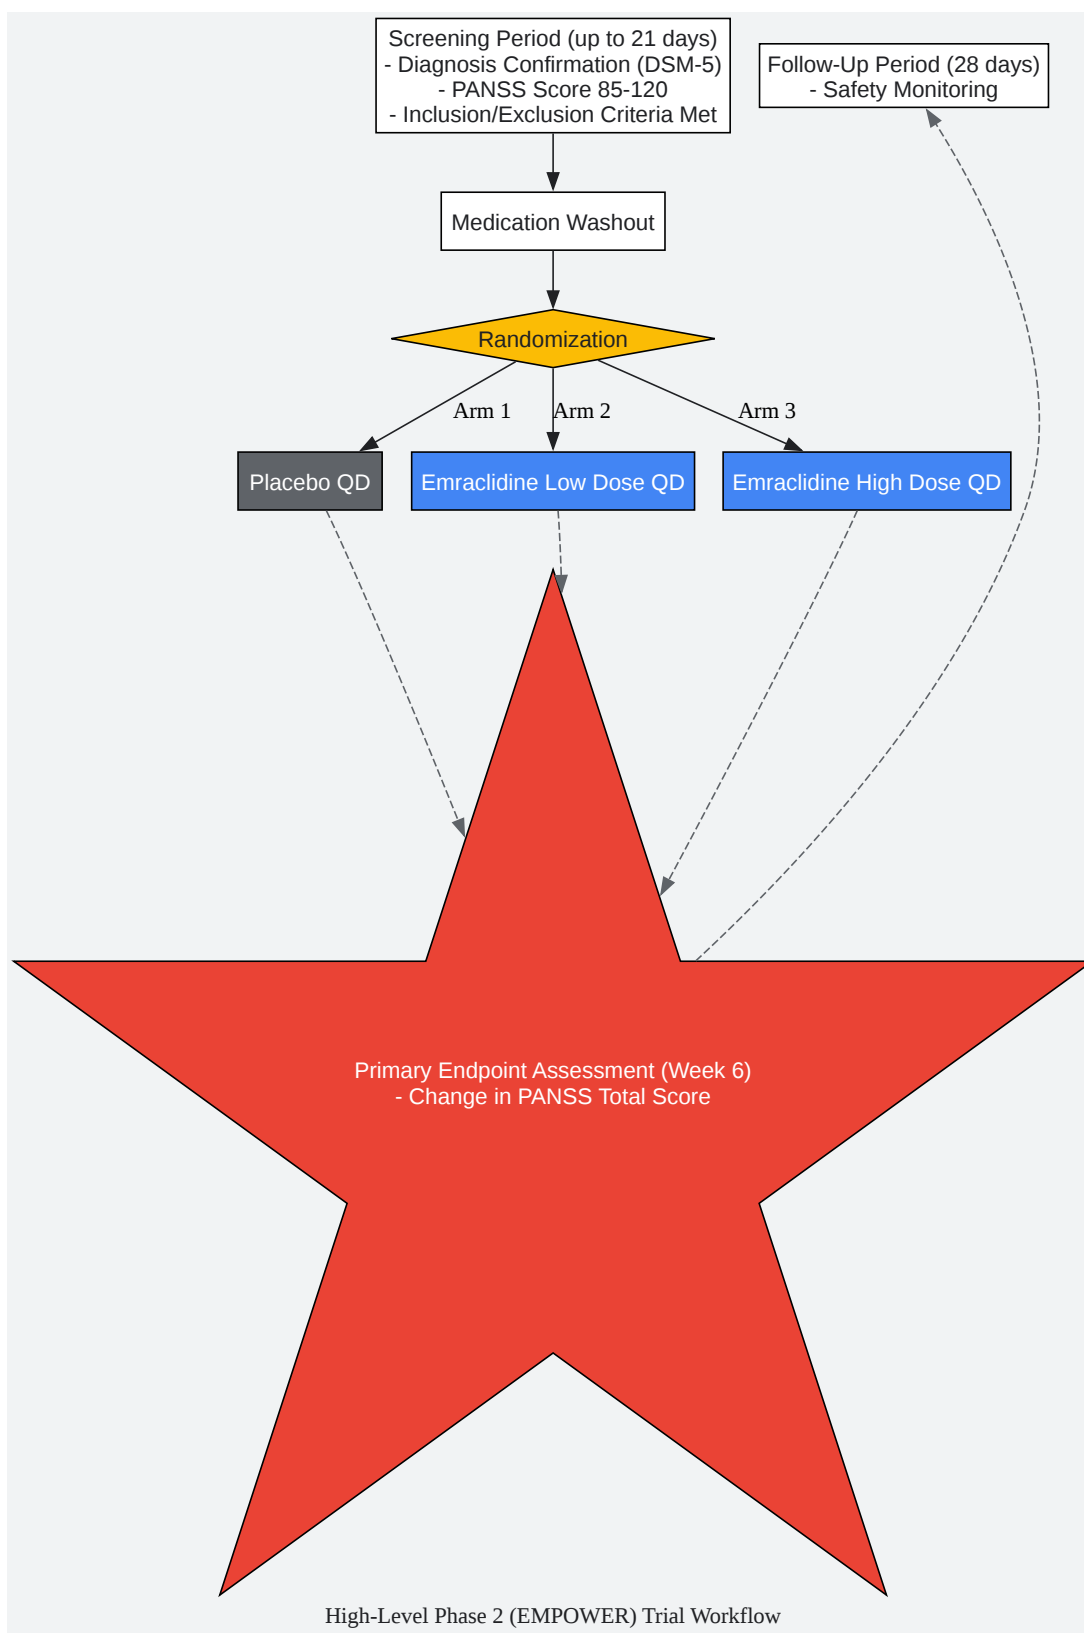 Screening Period (up to 21 days)
- Diagnosis Confirmation (DSM-5)
- PANSS Score 85-120
- Inclusion/Exclusion Criteria Met
Follow-Up Period (28 days)
- Safety Monitoring
Medication Washout
Randomization
Arm 1
Arm 2
Arm 3
Placebo QD
Emraclidine Low Dose QD
Emraclidine High Dose QD
Primary Endpoint Assessment (Week 6)
- Change in PANSS Total Score
High-Level Phase 2 (EMPOWER) Trial Workflow